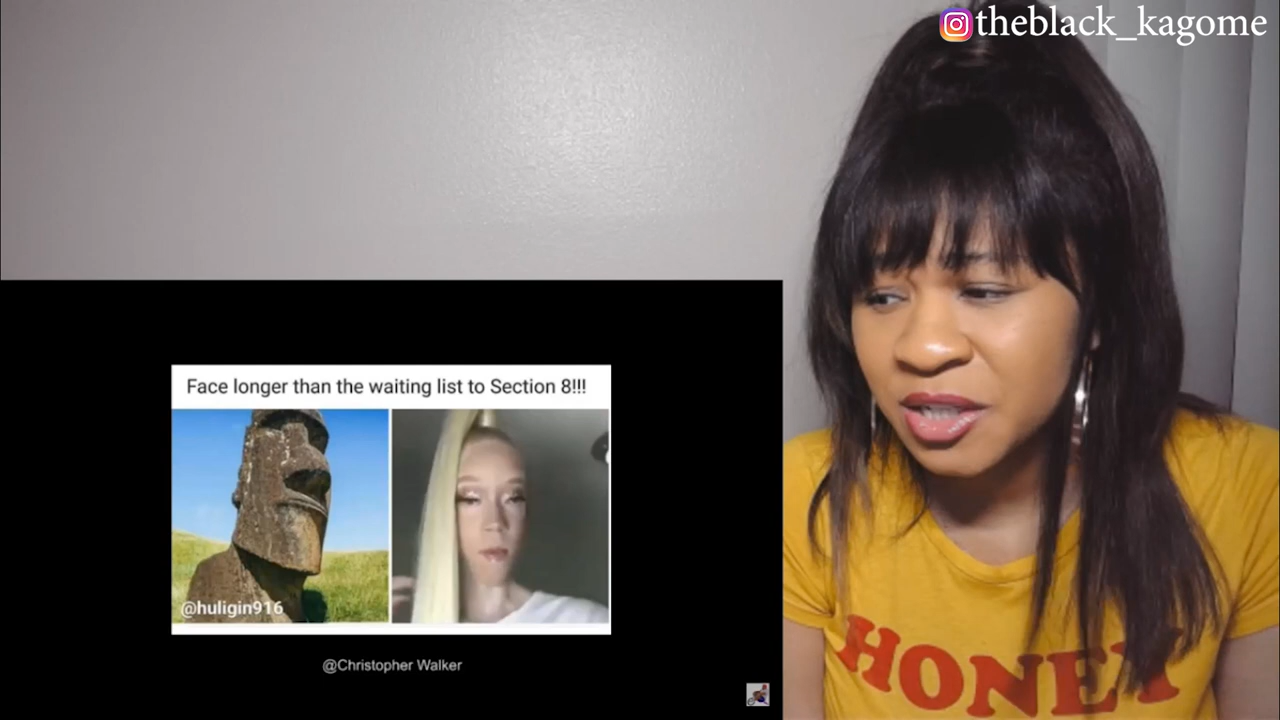 theblack_kagome
Face longer than the waiting list to Section 8!!!
@huligin916
@Christopher Walker
HONEY